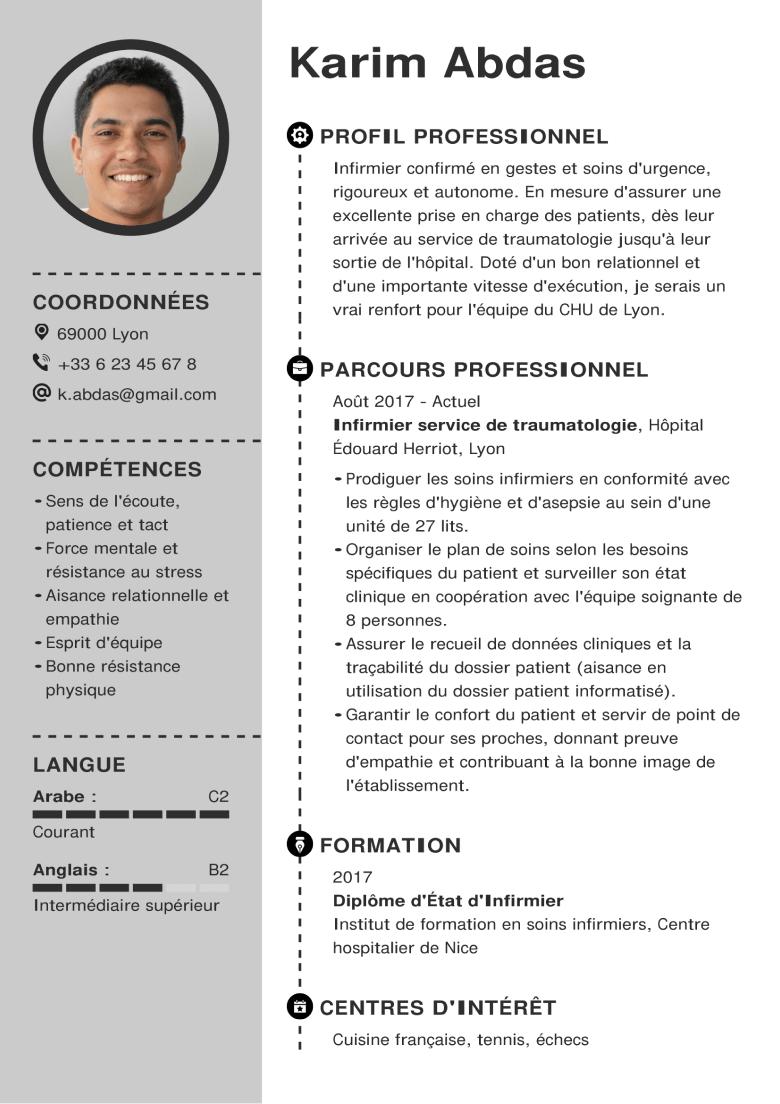 Karim Abdas
COORDONNÉES
69000 Lyon
+33 6 23 45 67 8
k.abdas@gmail.com
COMPÉTENCES
- Sens de l'écoute,
patience et tact
- Force mentale et
résistance au stress
- Aisance relationnelle et
empathie
- Esprit d'équipe
- Bonne résistance
physique
LANGUE
Arabe : C2
Courant
Anglais : B2
Intermédiaire supérieur
PROFIL PROFESSIONNEL
Infirmier confirmé en gestes et soins d'urgence,
rigoureux et autonome. En mesure d'assurer une
excellente prise en charge des patients, dès leur
arrivée au service de traumatologie jusqu'à leur
sortie de l'hôpital. Doté d'un bon relationnel et
d'une importante vitesse d'exécution, je serais un
vrai renfort pour l'équipe du CHU de Lyon.
PARCOURS PROFESSIONNEL
Août 2017 - Actuel
Infirmier service de traumatologie, Hôpital
Édouard Herriot, Lyon
- Prodiguer les soins infirmiers en conformité avec
les règles d'hygiène et d'asepsie au sein d'une
unité de 27 lits.
- Organiser le plan de soins selon les besoins
spécifiques du patient et surveiller son état
clinique en coopération avec l'équipe soignante de
8 personnes.
- Assurer le recueil de données cliniques et la
traçabilité du dossier patient (aisance en
utilisation du dossier patient informatisé).
- Garantir le confort du patient et servir de point de
contact pour ses proches, donnant preuve
d'empathie et contribuant à la bonne image de
l'établissement.
FORMATION
2017
Diplôme d'État d'Infirmier
Institut de formation en soins infirmiers, Centre
hospitalier de Nice
CENTRES D'INTÉRÊT
Cuisine française, tennis, échecs